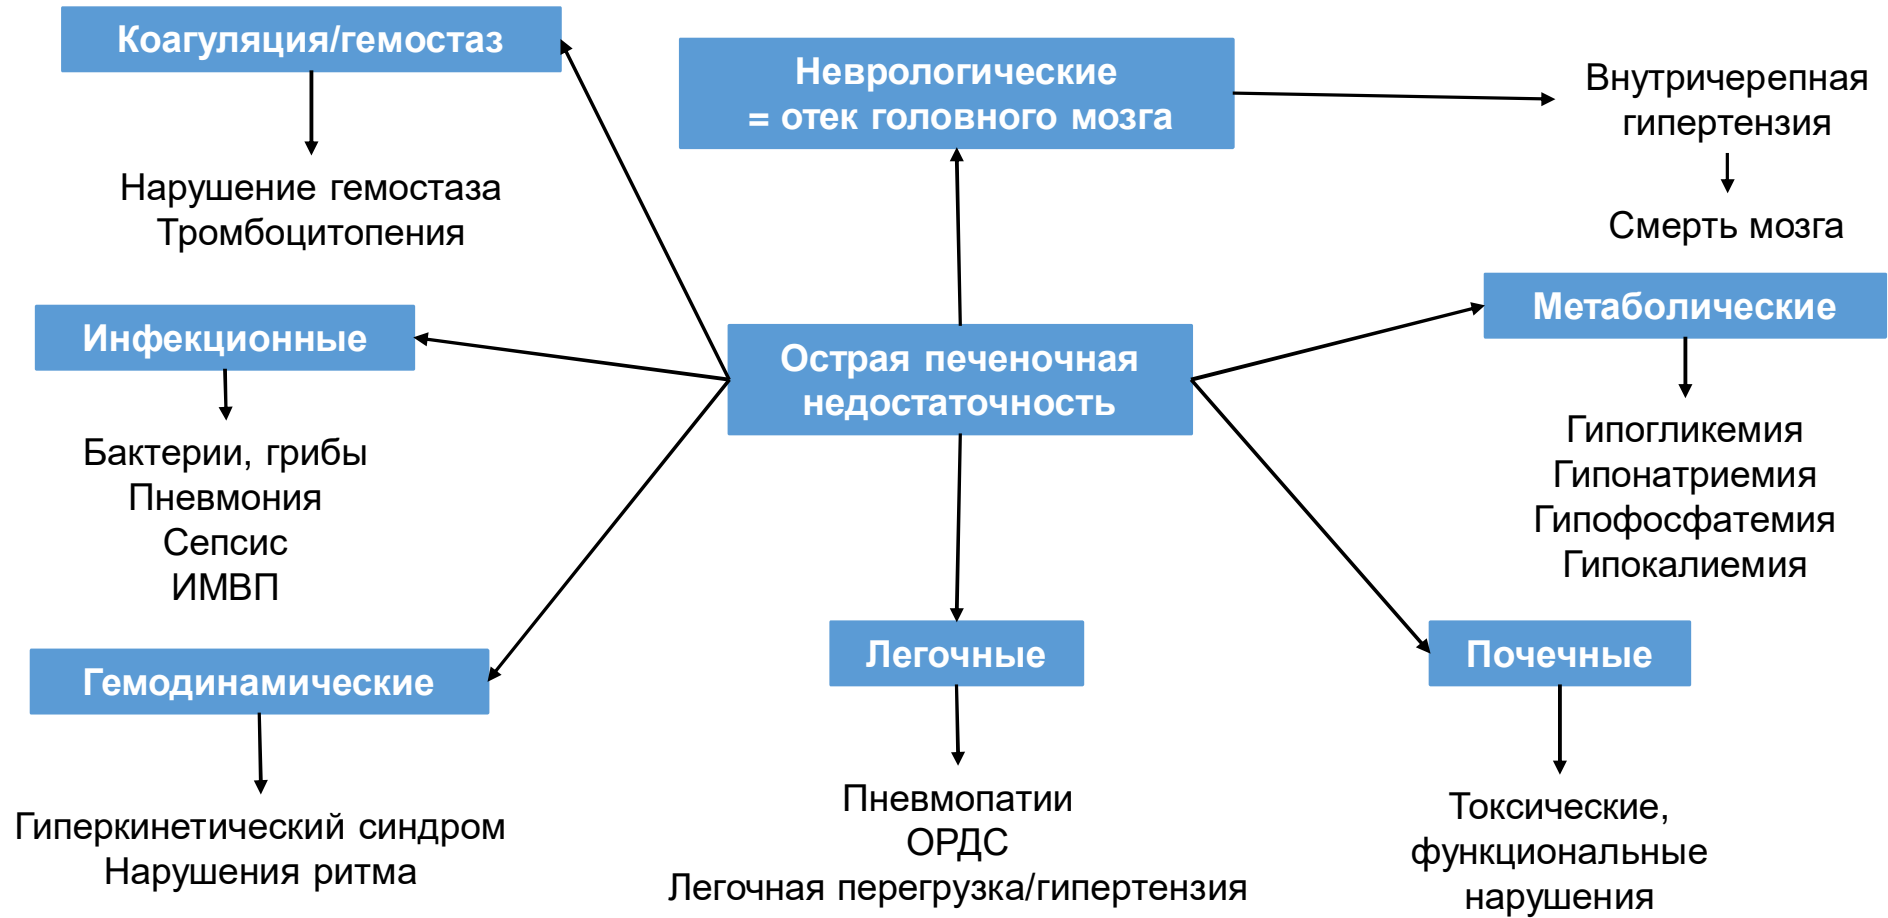 Коагуляция/гемостаз
Нарушение гемостаза
Тромбоцитопения
Неврологические
= отек головного мозга
Внутричерепная
гипертензия
Смерть мозга
Инфекционные
Бактерии, грибы
Пневмония
Сепсис
ИМВП
Острая печеночная
недостаточность
Метаболические
Гипогликемия
Гипонатриемия
Гипофосфатемия
Гипокалиемия
Гемодинамические
Гиперкинетический синдром
Нарушения ритма
Легочные
Пневмопатии
ОРДС
Легочная перегрузка/гипертензия
Почечные
Токсические,
функциональные
нарушения